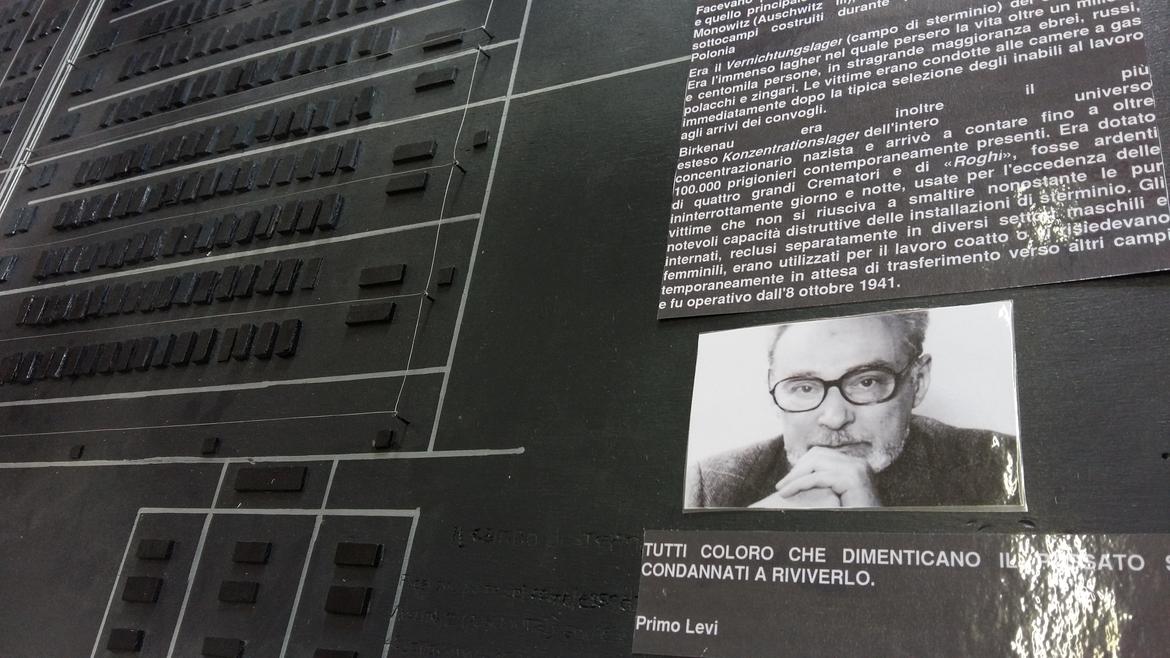 Facevano
e quello principale
Monowitz (Auschwitz
sottocampi costruiti durante
Polonia
Era il Vernichtungslager (campo di sterminio) dei
Era l'immenso lagher nel quale persero la vita oltre un
e centomila persone, in stragrande maggioranza ebrei, russi,
polacchi e zingari. Le vittime erano condotte alle camere a gas
immediatamente dopo la tipica selezione degli inabili al lavoro
agli arrivi dei convogli.
Birkenau era inoltre il più
esteso Konzentrationslager dell'intero universo
concentrazionario nazista e arrivò a contare fino a oltre
100.000 prigionieri contemporaneamente presenti. Era dotato
di quattro grandi Crematori e di «Roghi», fosse ardenti
ininterrottamente giorno e notte, usate per l'eccedenza delle
vittime che non si riusciva a smaltire nonostante le pur
notevoli capacità distruttive delle installazioni di sterminio. Gli
internati, reclusi separatamente in diversi settori maschili e
femminili, erano utilizzati per il lavoro coatto o risiedevano
temporaneamente in attesa di trasferimento verso altri campi
e fu operativo dall'8 ottobre 1941.
TUTTI COLORO CHE DIMENTICANO IL PASSATO
CONDANNATI A RIVIVERLO.
Primo Levi